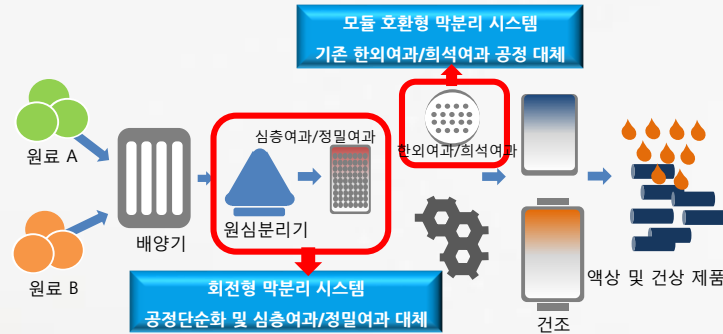 모듈 호환형 막분리 시스템
기존 한외여과/희석여과 공정 대체
원료 A
심층여과/정밀여과
한외여과/희석여과
배양기
원심분리기
원료 B
액상 및 건상 제품
건조
회전형 막분리 시스템
공정단순화 및 심층여과/정밀여과 대체